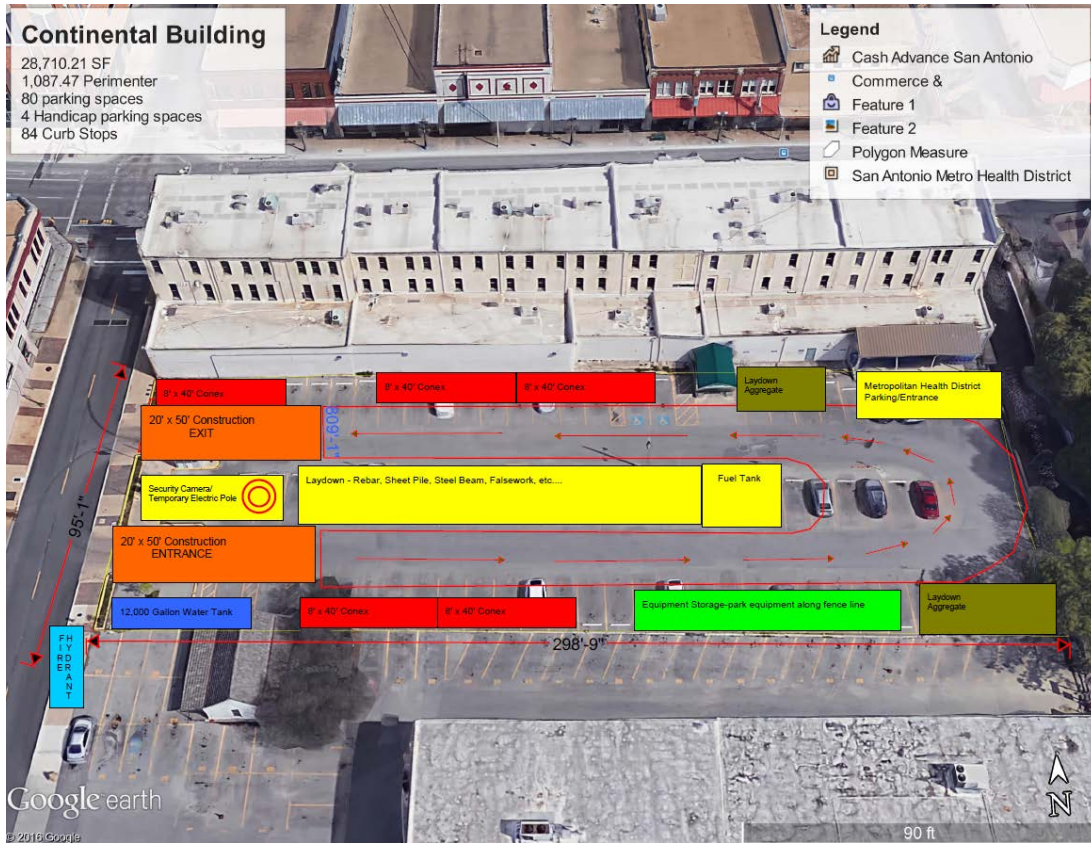 Continental Building
28,710.21 SF
1,087.47 Perimenter
80 parking spaces
4 Handicap parking spaces
84 Curb Stops
Legend
Cash Advance San Antonio
Commerce &
Feature 1
Feature 2
Polygon Measure
San Antonio Metro Health District
8' x 40' Conex
8' x 40' Conex
8' x 40' Conex
Laydown
Aggregate
Metropolitan Health District
Parking/Entrance
20' x 50' Construction
EXIT
809'-1"
Security Camera/
Temporary Electric Pole
Laydown - Rebar, Sheet Pile, Steel Beam, Falsework, etc....
Fuel Tank
95'-1"
20' x 50' Construction
ENTRANCE
12,000 Gallon Water Tank
8' x 40' Conex
8' x 40' Conex
Equipment Storage-park equipment along fence line
Laydown
Aggregate
298'-9"
FIRE
HYDRANT
N
Google earth
© 2016 Google
90 ft